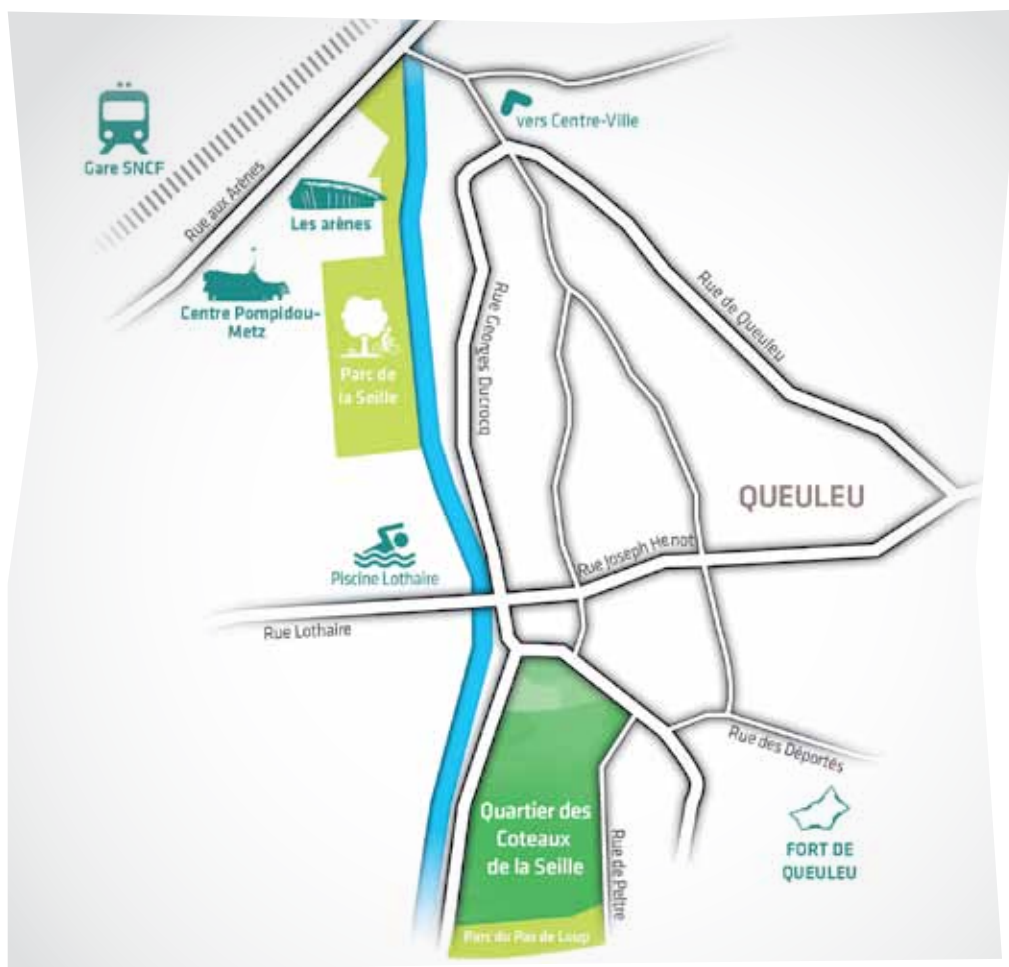 vers Centre-Ville
Gare SNCF
Rue aux Arènes
Les arènes
Centre Pompidou-
Metz
Rue Georges Ducrocq
Rue de Queuleu
Parc de
la Seille
QUEULEU
Rue Joseph Henot
Piscine Lothaire
Rue Lothaire
Rue des Déportés
Quartier des
Coteaux
de la Seille
Rue de Peltre
FORT DE
QUEULEU
Parc du Pas de Loup